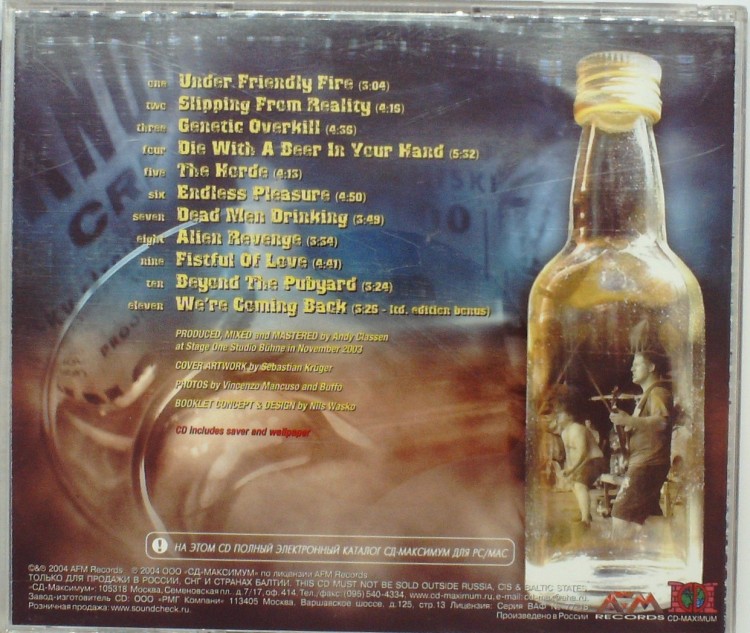 one Under Friendly Fire (3:04)
two Slipping From Reality (4:16)
three Genetic Overkill (4:36)
four Die With A Beer In Your Hand (5:32)
five The Horde (4:13)
six Endless Pleasure (4:50)
seven Dead Men Drinking (3:49)
eight Alien Revenge (3:34)
nine Fistful Of Love (4:41)
ten Beyond The Pubyard (3:24)
eleven We're Coming Back (3:26 - ltd. edition bonus)
PRODUCED, MIXED and MASTERED by Andy Classen
at Stage One Studio Bühne in November 2003
COVER ARTWORK by Sebastian Krüger
PHOTOS by Vincenzo Mancuso and Buffo
BOOKLET CONCEPT & DESIGN by Nils Wasko
CD includes saver and wallpaper
! НА ЭТОМ CD ПОЛНЫЙ ЭЛЕКТРОННЫЙ КАТАЛОГ СД-МАКСИМУМ ДЛЯ PC/MAC
©&℗ 2004 AFM Records ℗ 2004 ООО «СД-МАКСИМУМ» по лицензии AFM Records
ТОЛЬКО ДЛЯ ПРОДАЖИ В РОССИИ, СНГ И СТРАНАХ БАЛТИИ. THIS CD MUST NOT BE SOLD OUTSIDE RUSSIA, CIS & BALTIC STATES
«СД-Максимум»: 105318 Москва, Семеновская пл., д.7/17, оф.414, Тел./факс:(095) 540-4334, www.cd-maximum.ru, e-mail:
Завод-изготовитель CD: ООО «РМГ Компани» 113405 Москва, Варшавское шоссе, д.125, стр.13 Лицензия: Серия ВАФ
Розничная продажа: www.soundcheck.ru.
Произведено в России
AFM
RECORDS
CD-MAXIMUM
CR
SKI